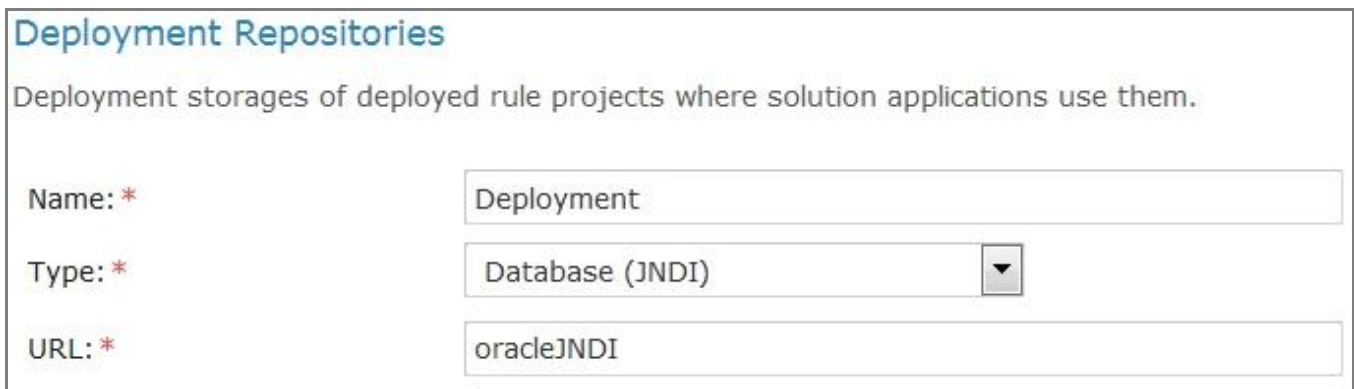 Deployment Repositories
Deployment storages of deployed rule projects where solution applications use them.
Name: * Deployment
Type: * Database (JNDI)
URL: * oracleJNDI